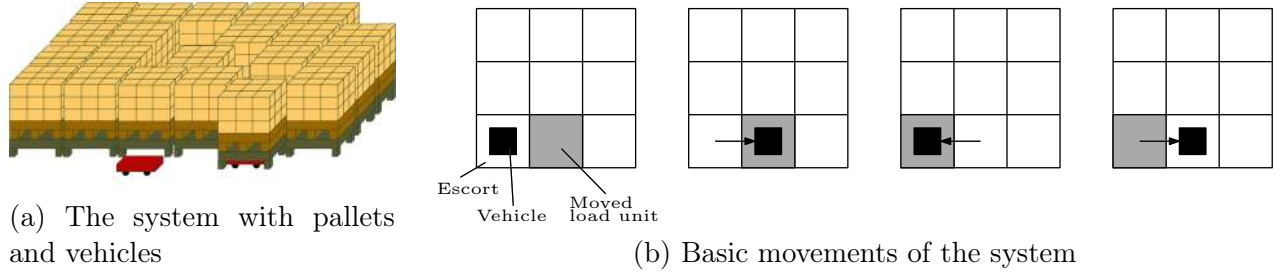 Escort
Vehicle
Moved
load unit
(a) The system with pallets
and vehicles
(b) Basic movements of the system